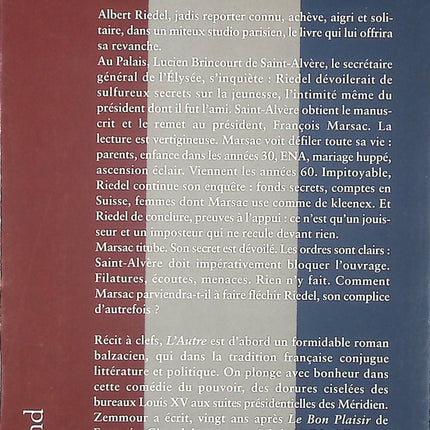 Albert Riedel, jadis reporter connu, achève, aigri et soli-
taire, dans un miteux studio parisien, le livre qui lui offrira
sa revanche.
Au Palais, Lucien Brincourt de Saint-Alvère, le secrétaire
général de l'Élysée, s'inquiète : Riedel dévoilerait de
sulfureux secrets sur la jeunesse, l'intimité même du
président dont il fut l'ami. Saint-Alvère obtient le manus-
crit et le remet au président, François Marsac. La
lecture est vertigineuse. Marsac voit défiler toute sa vie :
parents, enfance dans les années 30, ENA, mariage huppé,
ascension éclair. Viennent les années 60. Impitoyable,
Riedel continue son enquête : fonds secrets, comptes en
Suisse, femmes dont Marsac use comme de kleenex. Et
Riedel de conclure, preuves à l'appui : ce n'est qu'un jouis-
seur et un imposteur qui ne recule devant rien.
Marsac titube. Son secret est dévoilé. Les ordres sont clairs :
Saint-Alvère doit impérativement bloquer l'ouvrage.
Filatures, écoutes, menaces. Rien n'y fait. Comment
Marsac parviendra-t-il à faire fléchir Riedel, son complice
d'autrefois ?
Récit à clefs, L'Autre est d'abord un formidable roman
balzacien, qui dans la tradition française conjugue
littérature et politique. On plonge avec bonheur dans
cette comédie du pouvoir, des dorures ciselées des
bureaux Louis XV aux suites présidentielles des Méridien.
Zemmour a écrit, vingt ans après Le Bon Plaisir de
nd